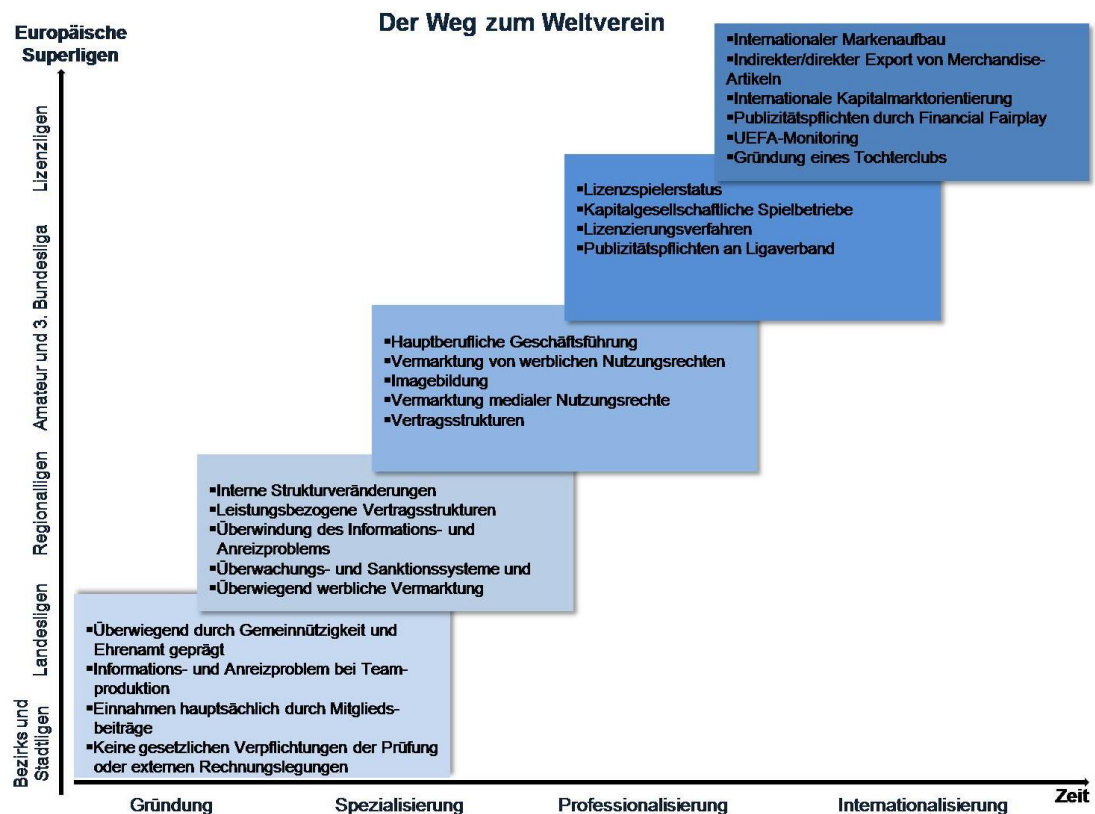 Der Weg zum Weltverein
Europäische
Superligen
Lizenzligen
Amateur und 3. Bundesliga
Regionalligen
Landesligen
Bezirks und
Stadtligen
▪Internationaler Markenaufbau
▪Indirekter/direkter Export von Merchandise-
Artikeln
▪Internationale Kapitalmarktorientierung
▪Publizitätspflichten durch Financial Fairplay
▪UEFA-Monitoring
▪Gründung eines Tochterclubs
▪Lizenzspielerstatus
▪Kapitalgesellschaftliche Spielbetriebe
▪Lizenzierungsverfahren
▪Publizitätspflichten an Ligaverband
▪Hauptberufliche Geschäftsführung
▪Vermarktung von werblichen Nutzungsrechten
▪Imagebildung
▪Vermarktung medialer Nutzungsrechte
▪Vertragsstrukturen
▪Interne Strukturveränderungen
▪Leistungsbezogene Vertragsstrukturen
▪Überwindung des Informations- und
Anreizproblems
▪Überwachungs- und Sanktionssysteme und
▪Überwiegend werbliche Vermarktung
▪Überwiegend durch Gemeinnützigkeit und
Ehrenamt geprägt
▪Informations- und Anreizproblem bei Team-
produktion
▪Einnahmen hauptsächlich durch Mitglieds-
beiträge
▪Keine gesetzlichen Verpflichtungen der Prüfung
oder externen Rechnungslegungen
Gründung
Spezialisierung
Professionalisierung
Internationalisierung
Zeit